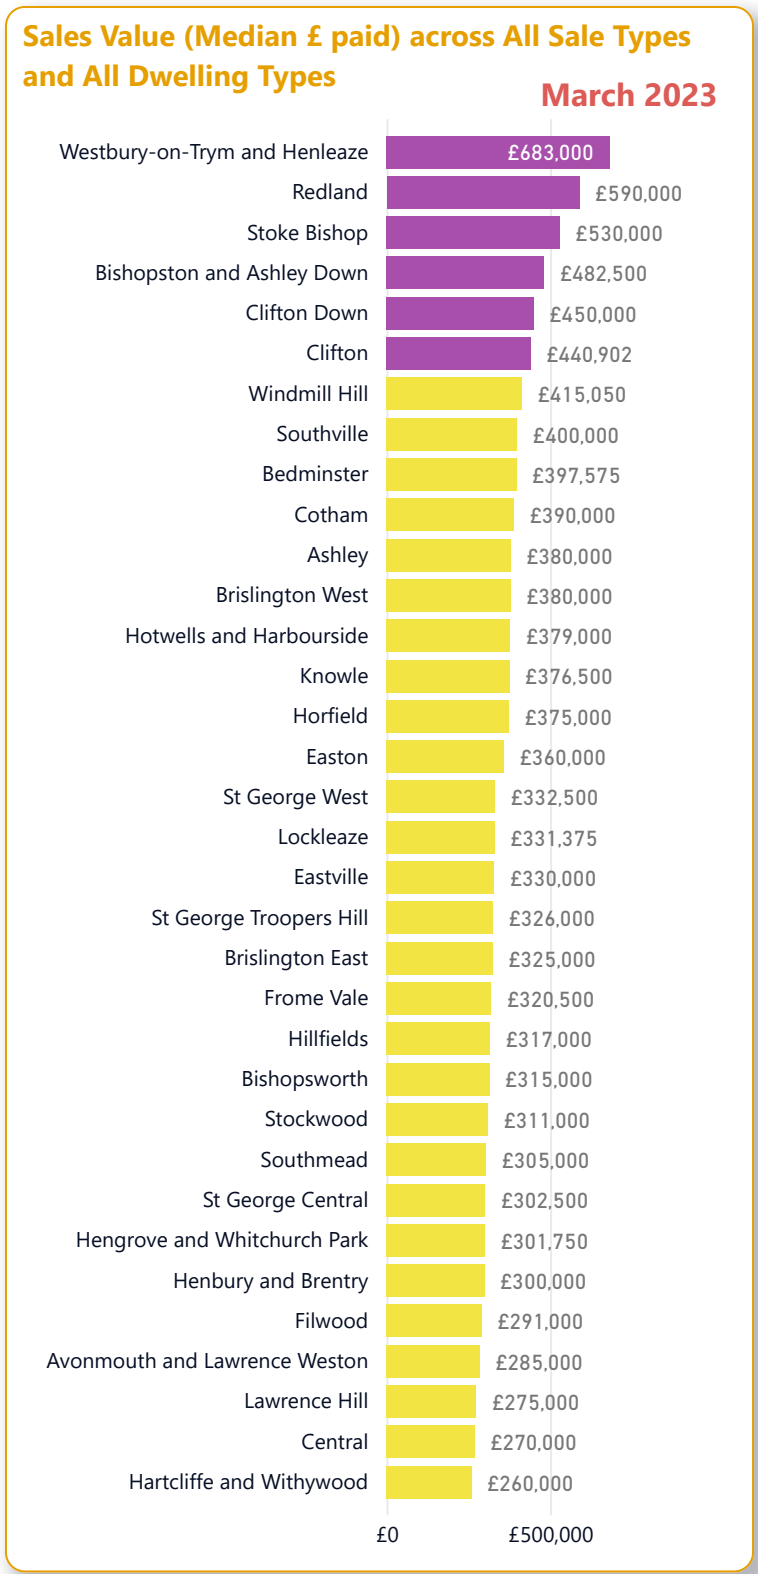 Sales Value (Median £ paid) across All Sale Types
and All Dwelling Types
March 2023
Westbury-on-Trym and Henleaze £683,000
Redland £590,000
Stoke Bishop £530,000
Bishopston and Ashley Down £482,500
Clifton Down £450,000
Clifton £440,902
Windmill Hill £415,050
Southville £400,000
Bedminster £397,575
Cotham £390,000
Ashley £380,000
Brislington West £380,000
Hotwells and Harbourside £379,000
Knowle £376,500
Horfield £375,000
Easton £360,000
St George West £332,500
Lockleaze £331,375
Eastville £330,000
St George Troopers Hill £326,000
Brislington East £325,000
Frome Vale £320,500
Hillfields £317,000
Bishopsworth £315,000
Stockwood £311,000
Southmead £305,000
St George Central £302,500
Hengrove and Whitchurch Park £301,750
Henbury and Brentry £300,000
Filwood £291,000
Avonmouth and Lawrence Weston £285,000
Lawrence Hill £275,000
Central £270,000
Hartcliffe and Withywood £260,000
£0 £500,000